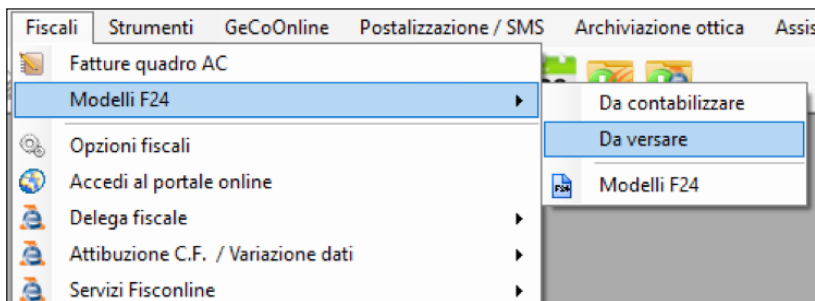 Fiscali Strumenti GeCoOnline Postalizzazione / SMS Archiviazione ottica Assis
Fatture quadro AC
Modelli F24
Da contabilizzare
Da versare
Modelli F24
Opzioni fiscali
Accedi al portale online
Delega fiscale
Attibuzione C.F. / Variazione dati
Servizi Fisconline